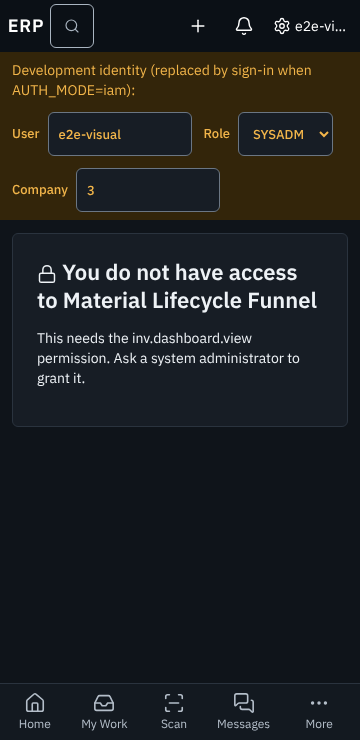 ERP
e2e-vi...
Development identity (replaced by sign-in when
AUTH_MODE=iam):
User e2e-visual Role SYSADM
Company 3
You do not have access
to Material Lifecycle Funnel
This needs the inv.dashboard.view
permission. Ask a system administrator to
grant it.
Home My Work Scan Messages More